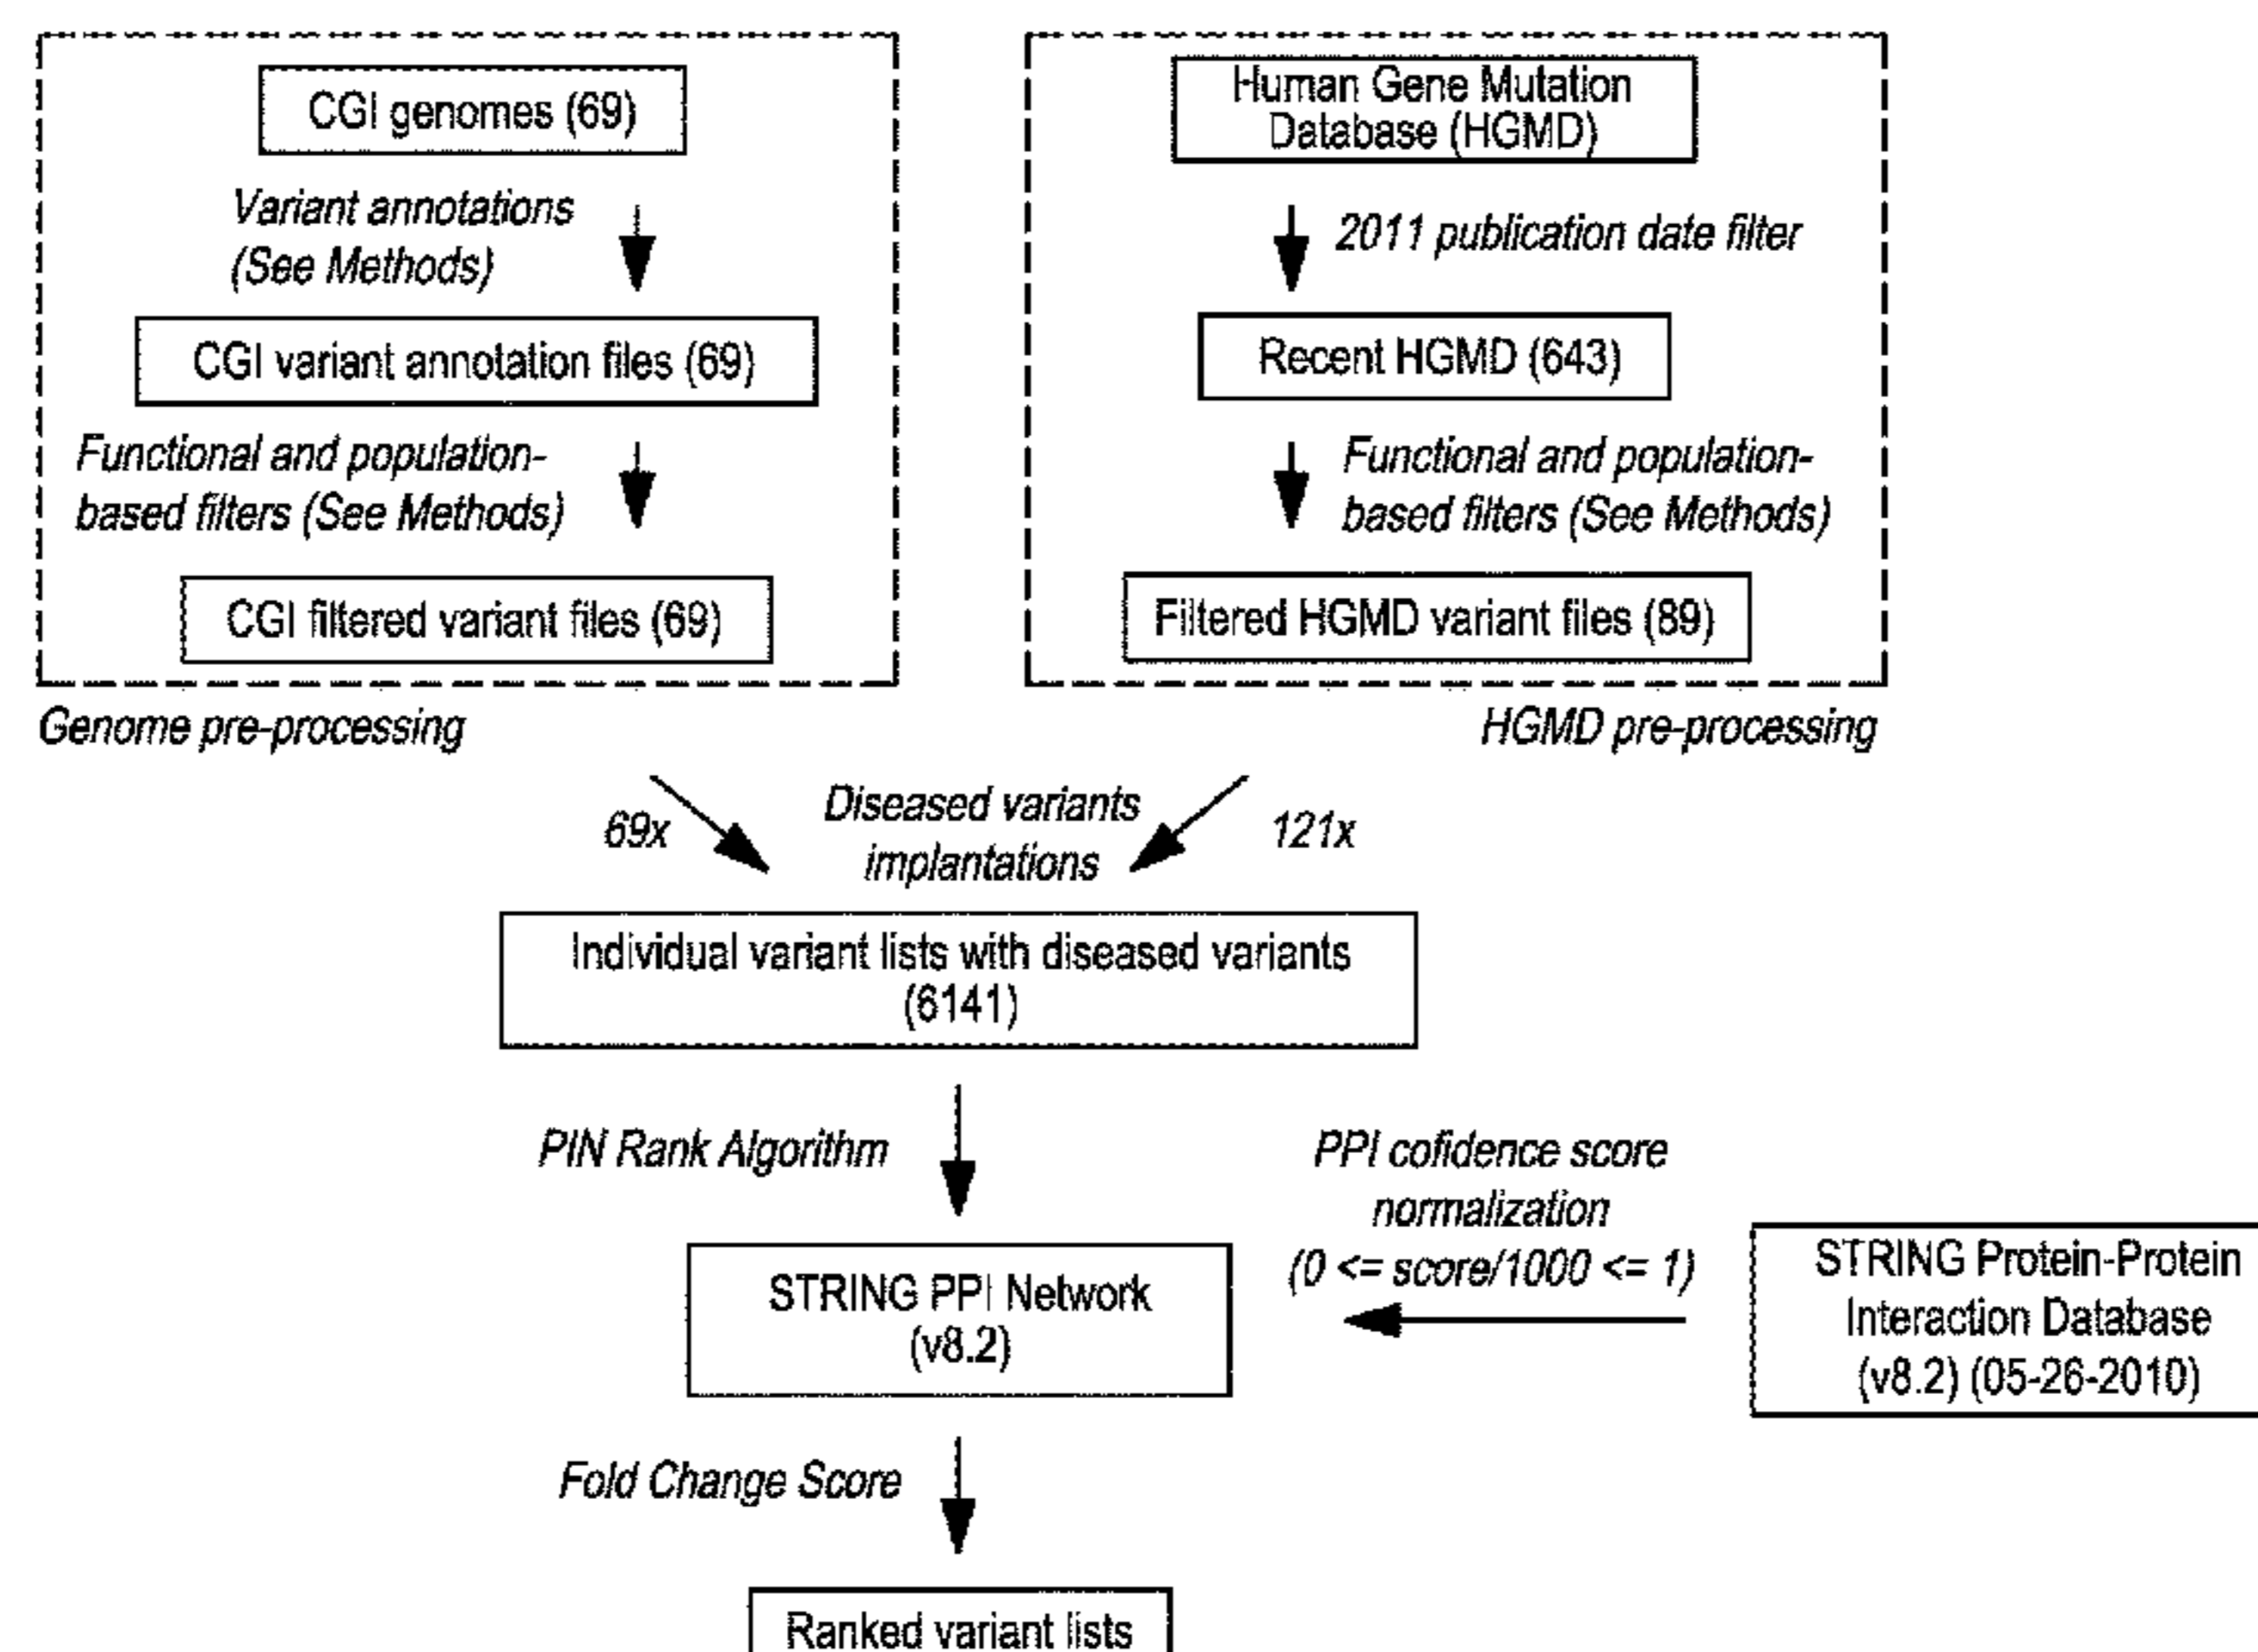 CGI genomes (69)
Variant annotations
(See Methods)
CGI variant annotation files (69)
Functional and population-
based filters (See Methods)
CGI filtered variant files (69)
Genome pre-processing
Human Gene Mutation
Database (HGMD)
2011 publication date filter
Recent HGMD (643)
Functional and population-
based filters (See Methods)
Filtered HGMD variant files (89)
HGMD pre-processing
69x
Diseased variants
implantations
121x
Individual variant lists with diseased variants
(6141)
PIN Rank Algorithm
PPI cofidence score
normalization
(0 <= score/1000 <= 1)
STRING PPI Network
(v8.2)
STRING Protein-Protein
Interaction Database
(v8.2) (05-26-2010)
Fold Change Score
Ranked variant lists